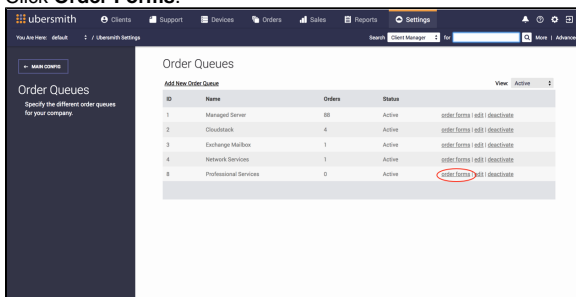 Click Order Forms.
ubersmith Clients Support Devices Orders Sales Reports Settings
You Are Here: default / Ubersmith Settings Search Client Manager for More | Advance
← MAIN CONFIG
Order Queues
Specify the different order queues
for your company.
Order Queues
Add New Order Queue View: Active
ID Name Orders Status
1 Managed Server 88 Active order forms | edit | deactivate
2 Cloudstack 4 Active order forms | edit | deactivate
3 Exchange Mailbox 1 Active order forms | edit | deactivate
4 Network Services 1 Active order forms | edit | deactivate
8 Professional Services 0 Active order forms | edit | deactivate